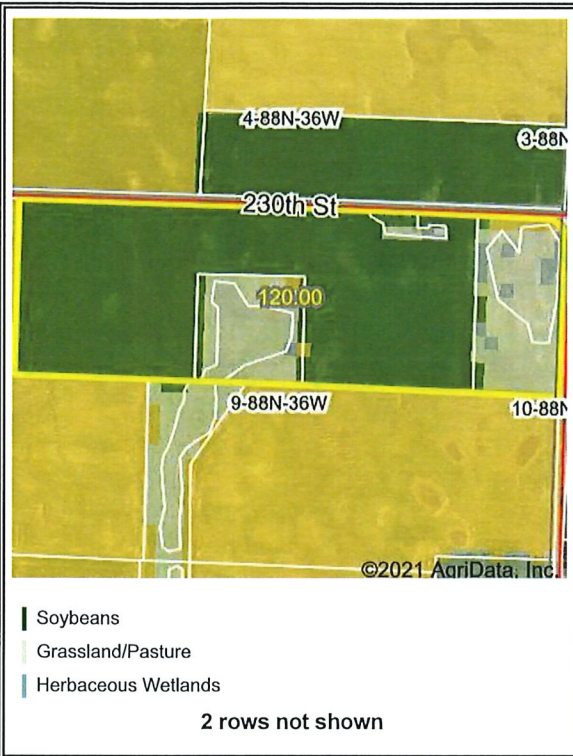 4-88N-36W
3-88N
230th St
120.00
9-88N-36W
10-88N
©2021 AgriData, Inc.
Soybeans
Grassland/Pasture
Herbaceous Wetlands
2 rows not shown